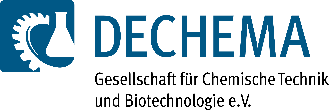 DECHEMA
Gesellschaft für Chemische Technik
und Biotechnologie e.V.